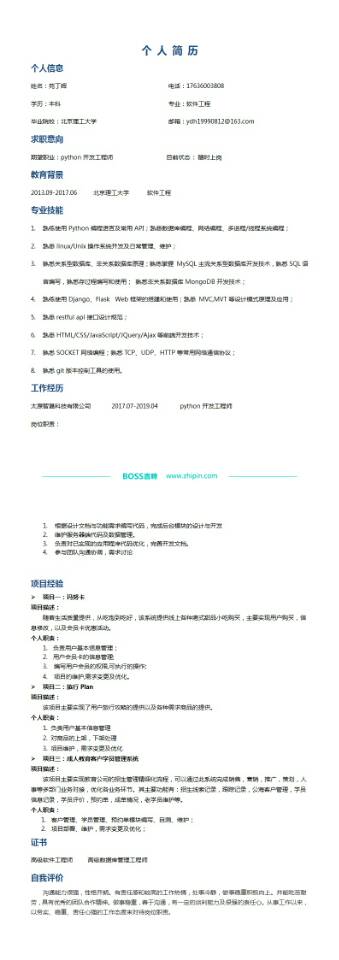 个 人 简 历
个人信息
姓名：苑丁辉 电话：17636003808
学历：本科 专业：软件工程
毕业院校：北京理工大学 邮箱：ydh19990812@163.com
求职意向
期望职业：python 开发工程师 目前状态： 随时上岗
教育背景
2013.09-2017.06 北京理工大学 软件工程
专业技能
1. 熟练使用 Python 编程语言及常用 API；熟悉数据库编程、网络编程、多进程/线程系统编程；
2. 熟悉 linux/Unix 操作系统开发及日常管理、维护；
3. 熟悉关系型数据库、非关系数据库原理；熟练掌握 MySQL 主流关系型数据库开发技术，熟悉 SQL 语
言编写，熟悉存过程编写和使用； 熟悉非关系数据库 MongoDB 开发技术；
4. 熟练使用 Django、flask Web 框架的搭建和使用；熟悉 MVC,MVT 等设计模式原理及应用；
5. 熟悉 restful api 接口设计规范；
6. 熟悉 HTML/CSS/JavaScript/JQuery/Ajax 等前端开发技术；
7. 熟悉 SOCKET 网络编程；熟悉 TCP、UDP、HTTP 等常用网络通信协议；
8. 熟悉 git 版本控制工具的使用。
工作经历
太原智慧科技有限公司 2017.07-2019.04 python 开发工程师
岗位职责：
BOSS直聘 www.zhipin.com
1. 根据设计文档与功能需求编写代码，完成后台模块的设计与开发
2. 维护服务器端代码及数据管理。
3. 负责对已实现的应用程序代码优化，完善开发文档。
4. 参与团队沟通协调，需求讨论
项目经验
➢ 项目一：玛努卡
项目描述：
随着生活质量提供，从吃饱到吃好，该系统提供线上各种港式甜品小吃购买，主要实现用户购买，信
息修改，以及会员卡优惠活动。
个人职责：
1. 负责用户基本信息管理；
2. 用户会员卡的信息管理;
3. 编写用户会员的权限,可执行的操作;
4. 项目的维护,需求变更及优化。
➢ 项目二：旅行 Plan
项目描述：
该项目主要实现了用户旅行攻略的提供以及各种需求商品的提供。
个人职责：
1. 负责用户基本信息管理
2. 对商品的上架，下架处理
3. 项目维护，需求变更及优化
➢ 项目三：成人教育客户学员管理系统
项目描述：
该项目主要实现教育公司的招生管理精细化流程，可以通过此系统完成销售，营销，推广，策划，人
事等多部门业务对接，优化各业务环节。其主要功能有：招生线索记录，跟踪记录，公海客户管理，学员
信息记录，学员评价，预约单，成单情况，老学员维护等。
个人职责：
1. 客户管理、学员管理、预约单模块编写、自测、维护；
2. 项目部署、维护，需求变更及优化；
证书
高级软件工程师 高级数据库管理工程师
自我评价
沟通能力很强，性格开朗。有责任感和较高的工作热情，处事冷静，做事稳重积极向上。并能吃苦耐
劳，具有优秀的团队合作精神。做事稳重，善于沟通，有一定的谈判能力及很强的责任心。从事工作以来，
以务实、稳重、责任心强的工作态度来对待岗位职责。